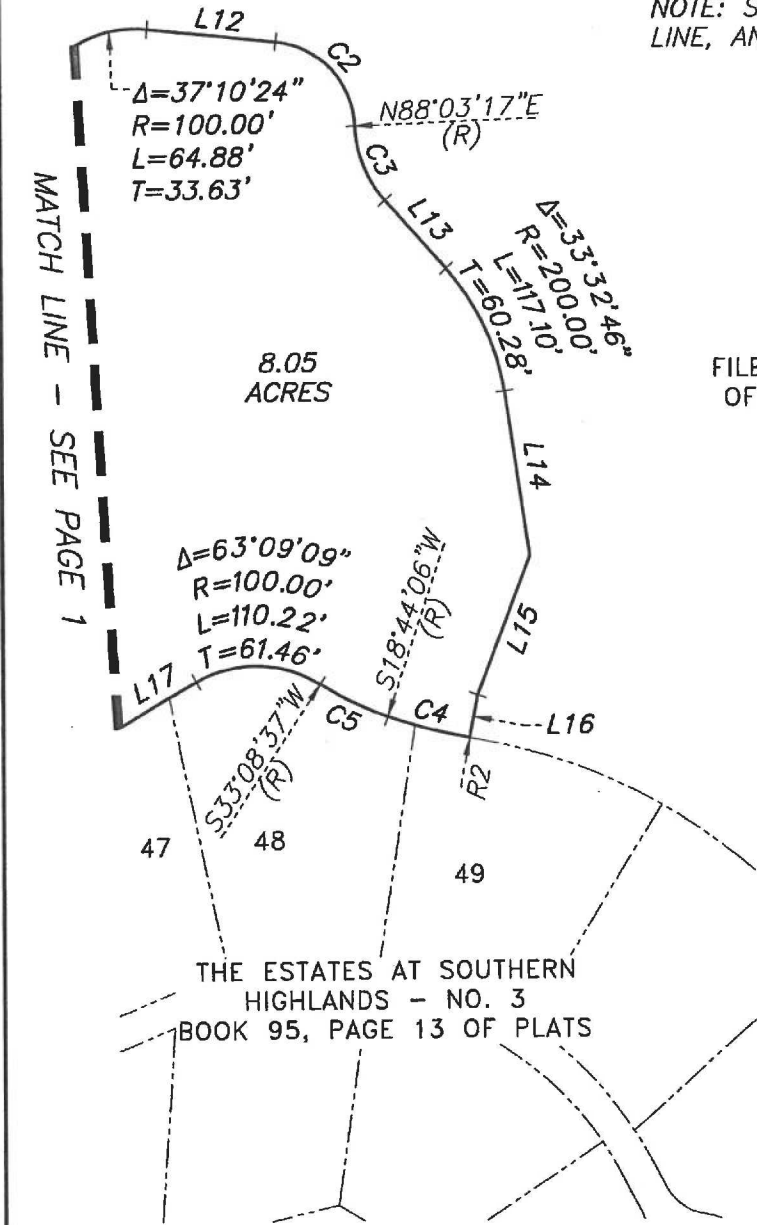 NOTE: S
LINE, AN
L12
C2
Δ=37°10'24"
R=100.00'
L=64.88'
T=33.63'
N88°03'17"E
(R)
C3
L13
Δ=33°32'46"
R=200.00'
L=117.10'
T=60.28'
MATCH LINE - SEE PAGE 1
8.05
ACRES
FILE
OF
L14
Δ=63°09'09"
R=100.00'
L=110.22'
T=61.46'
S18°44'06"W
(R)
L15
L17
C5
C4
L16
S33°08'37"W
(R)
R2
47
48
49
THE ESTATES AT SOUTHERN
HIGHLANDS - NO. 3
BOOK 95, PAGE 13 OF PLATS